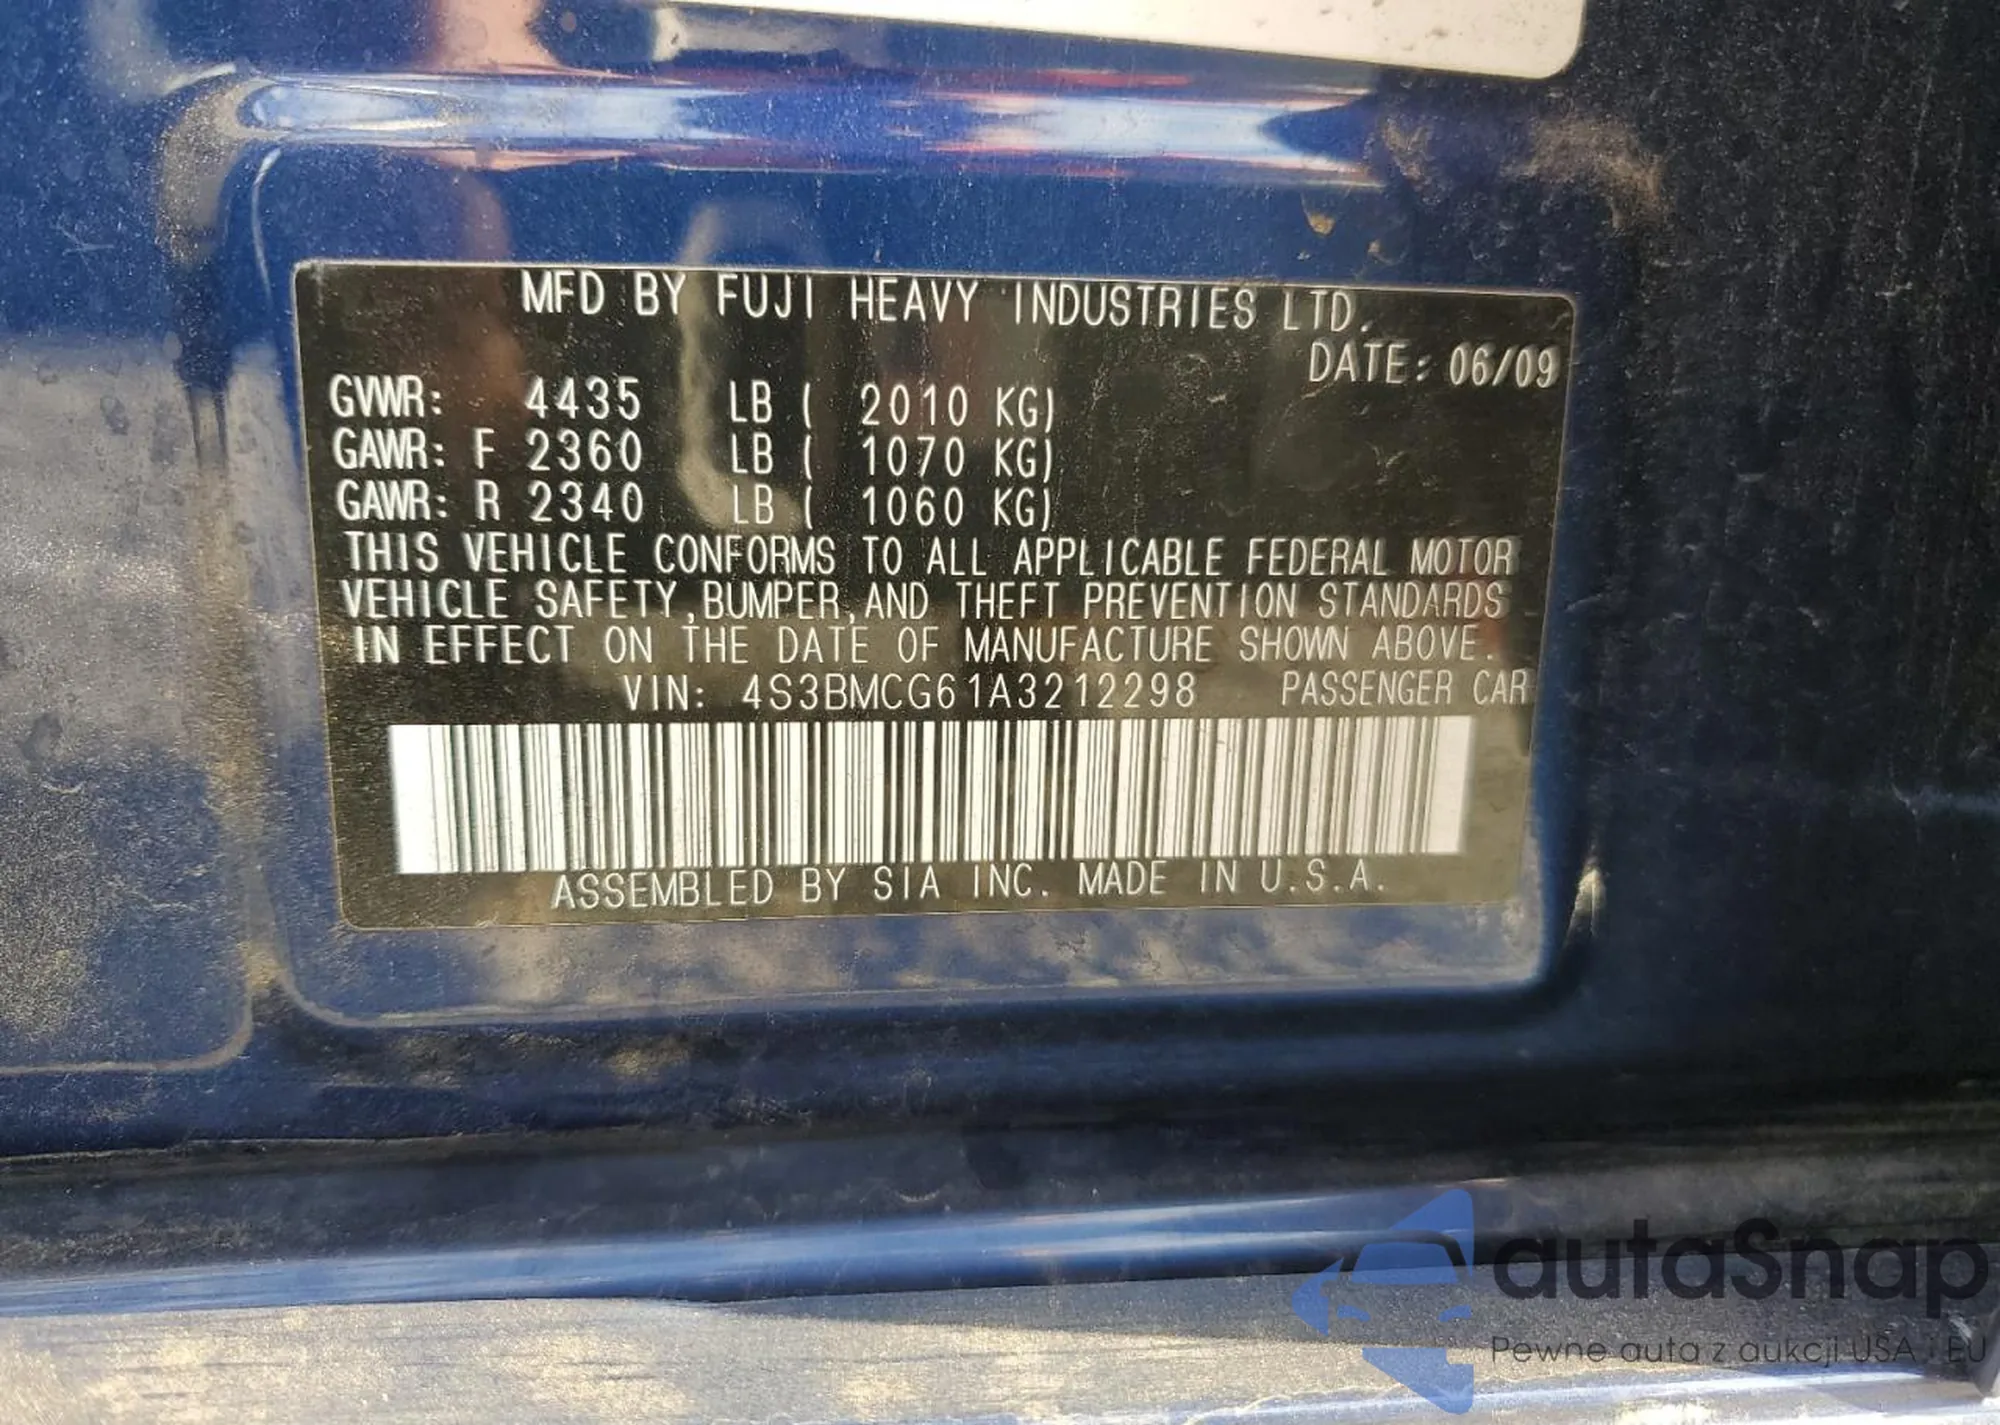 MFD BY FUJI HEAVY INDUSTRIES LTD.
DATE: 06/09
GVWR: 4435 LB ( 2010 KG)
GAWR: F 2360 LB ( 1070 KG)
GAWR: R 2340 LB ( 1060 KG)
THIS VEHICLE CONFORMS TO ALL APPLICABLE FEDERAL MOTOR
VEHICLE SAFETY,BUMPER,AND THEFT PREVENTION STANDARDS
IN EFFECT ON THE DATE OF MANUFACTURE SHOWN ABOVE.
VIN: 4S3BMCG61A3212298 PASSENGER CAR
ASSEMBLED BY SIA INC. MADE IN U.S.A.
autaSnap
Pewne auta z aukcji USA i EU